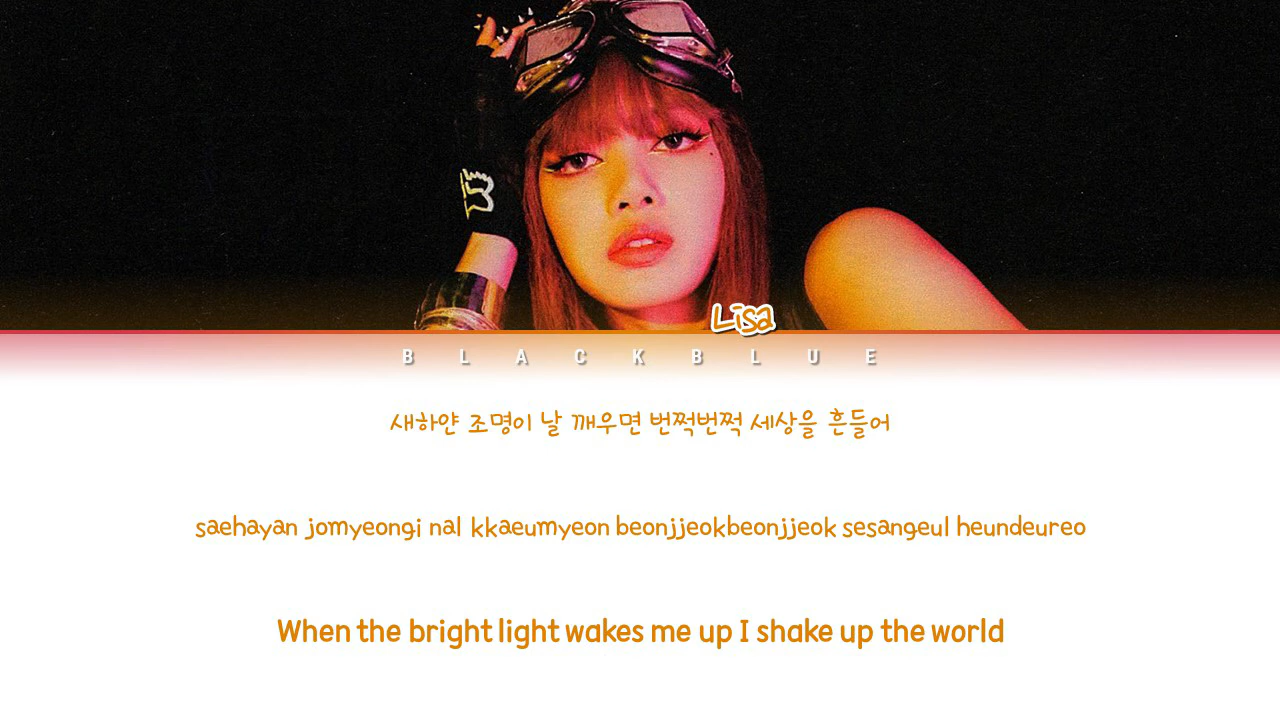 Lisa
B L A C K B L U E
새하얀 조명이 날 깨우면 번쩍번쩍 세상을 흔들어
saehayan jomyeongi nal kkaeumyeon beonjjeokbeonjjeok sesangeul heundeureo
When the bright light wakes me up I shake up the world